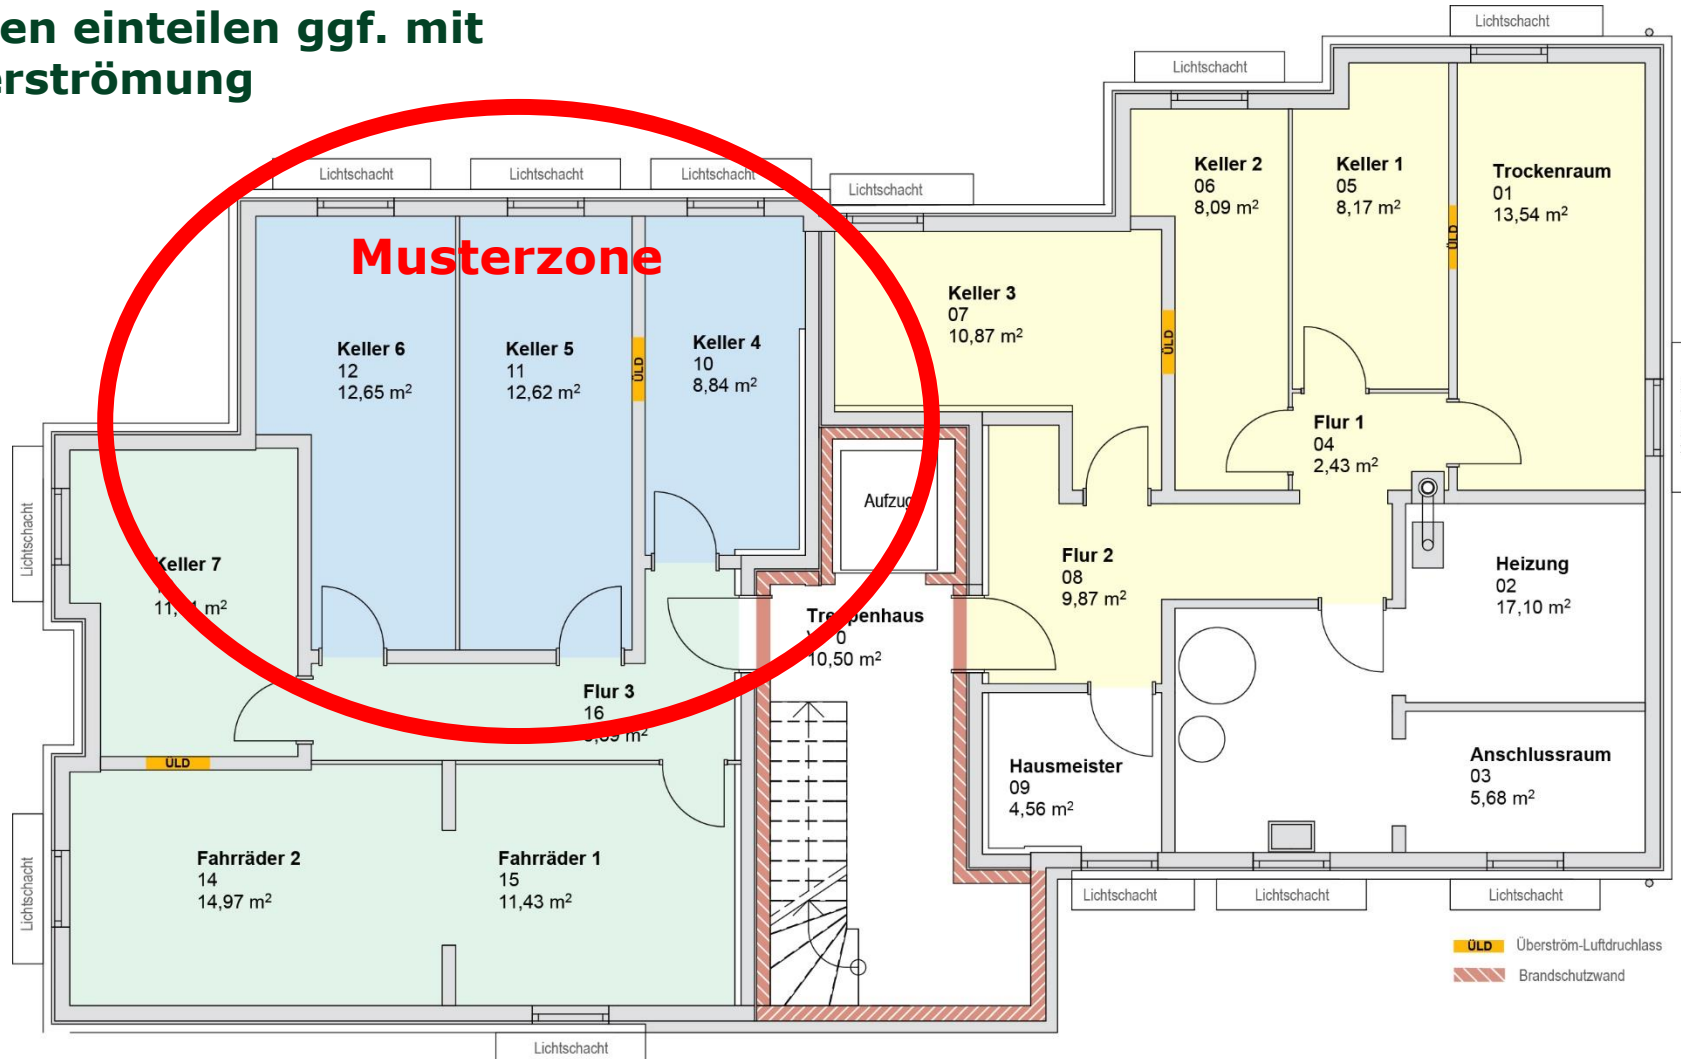 en einteilen ggf. mit
erströmung
Lichtschacht
Lichtschacht
Lichtschacht
Lichtschacht
Lichtschacht
Lichtschacht
Musterzone
Keller 2
06
8,09 m²
Keller 1
05
8,17 m²
Trockenraum
01
13,54 m²
ÜLD
Keller 3
07
10,87 m²
ÜLD
Keller 6
12
12,65 m²
Keller 5
11
12,62 m²
ÜLD
Keller 4
10
8,84 m²
Flur 1
04
2,43 m²
Aufzug
Lichtschacht
Keller 7
Flur 2
08
9,87 m²
Heizung
02
17,10 m²
Treppenhaus
10,50 m²
Flur 3
16
ÜLD
Hausmeister
09
4,56 m²
Anschlussraum
03
5,68 m²
Lichtschacht
Fahrräder 2
14
14,97 m²
Fahrräder 1
15
11,43 m²
Lichtschacht
Lichtschacht
Lichtschacht
ÜLD Überström-Luftdruchlass
Brandschutzwand
Lichtschacht